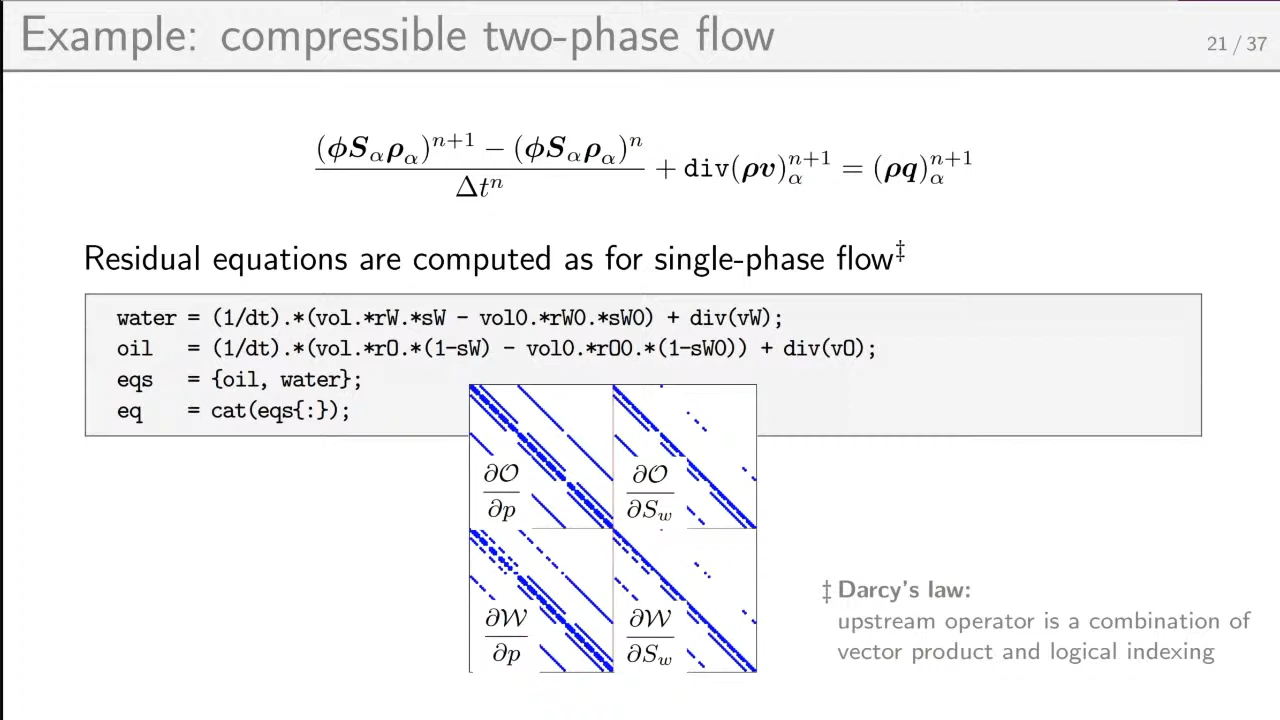 Example: compressible two-phase flow
21 / 37
(ϕS_αρ_α)^{n+1} − (ϕS_αρ_α)^n / Δt^n + div(ρv)_α^{n+1} = (ρq)_α^{n+1}
Residual equations are computed as for single-phase flow‡
water = (1/dt).*(vol.*rW.*sW - vol0.*rW0.*sW0) + div(vW);
oil = (1/dt).*(vol.*rO.*(1-sW) - vol0.*rO0.*(1-sW0)) + div(vO);
eqs = {oil, water};
eq = cat(eqs{:});
∂𝒪/∂p ∂𝒪/∂S_w
∂𝒲/∂p ∂𝒲/∂S_w
‡ Darcy's law:
upstream operator is a combination of
vector product and logical indexing